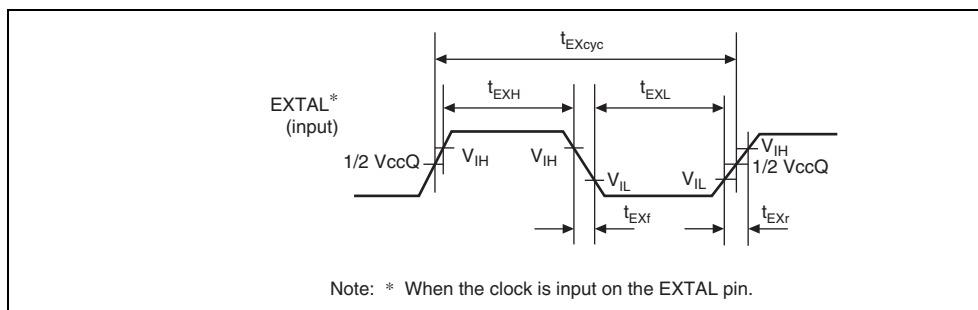 tEXcyc
tEXH
tEXL
EXTAL*
(input)
1/2 VccQ
VIH
VIH
VIL
VIL
VIH
1/2 VccQ
tEXf
tEXr
Note: * When the clock is input on the EXTAL pin.